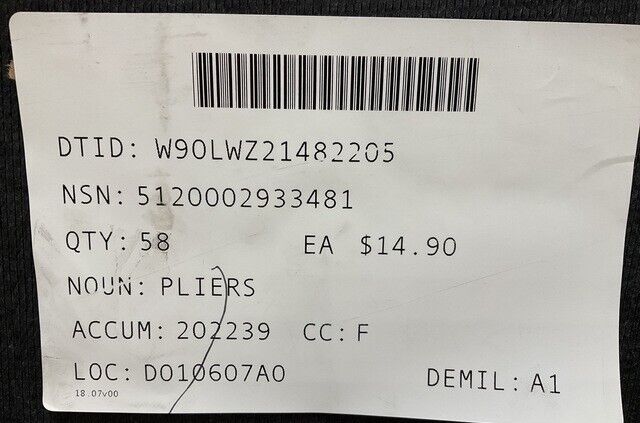 DTID: W90LWZ21482205
NSN: 5120002933481
QTY: 58 EA $14.90
NOUN: PLIERS
ACCUM: 202239 CC: F
LOC: D010607A0 DEMIL: A1
18.07v00